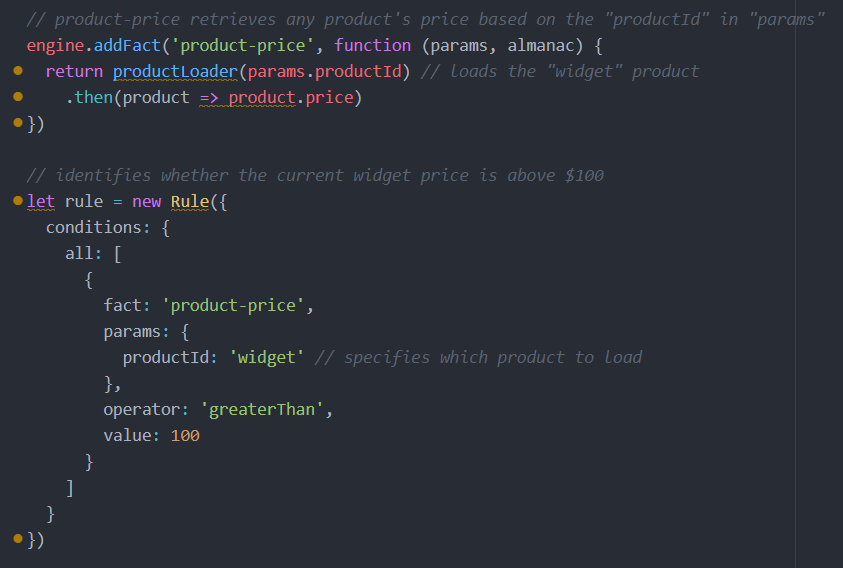 // product-price retrieves any product's price based on the "productId" in "params"
engine.addFact('product-price', function (params, almanac) {
  return productLoader(params.productId) // loads the "widget" product
    .then(product => product.price)
})

// identifies whether the current widget price is above $100
let rule = new Rule({
  conditions: {
    all: [
      {
        fact: 'product-price',
        params: {
          productId: 'widget' // specifies which product to load
        },
        operator: 'greaterThan',
        value: 100
      }
    ]
  }
})